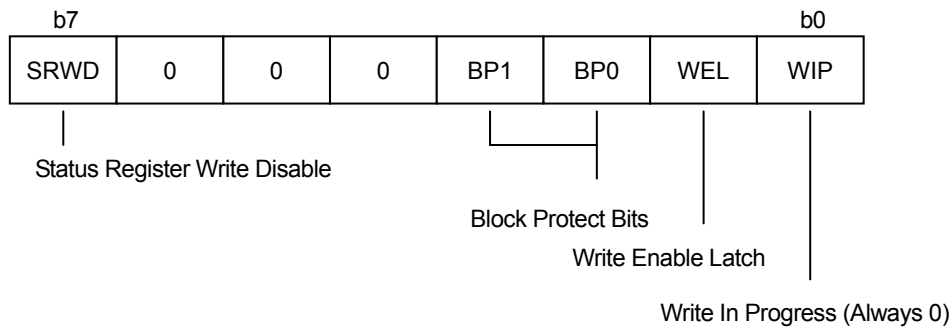 b7 b0
SRWD 0 0 0 BP1 BP0 WEL WIP
Status Register Write Disable
Block Protect Bits
Write Enable Latch
Write In Progress (Always 0)